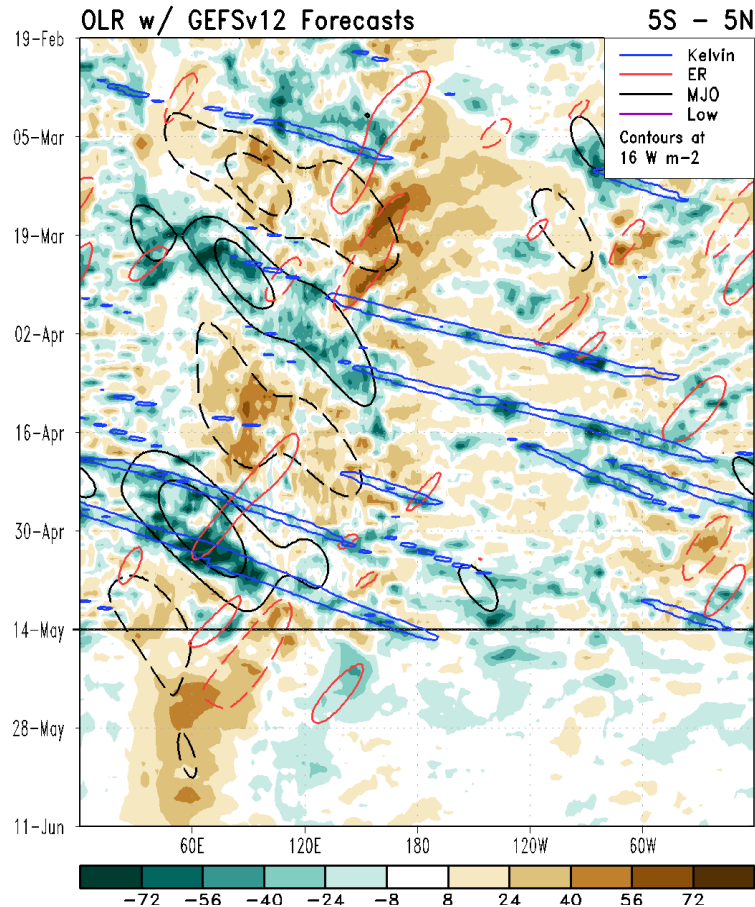 OLR w/ GEFSv12 Forecasts 5S - 5N
19-Feb
05-Mar
19-Mar
02-Apr
16-Apr
30-Apr
14-May
28-May
11-Jun
Kelvin
ER
MJO
Low
Contours at
16 W m-2
60E 120E 180 120W 60W
-72 -56 -40 -24 -8 8 24 40 56 72